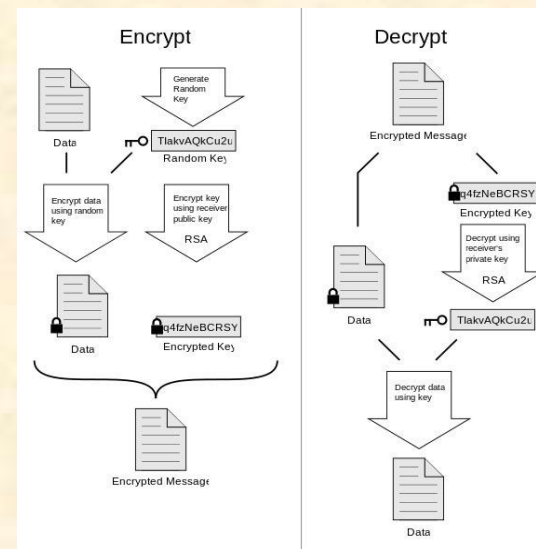 Encrypt
Generate
Random
Key
Data
TlakvAQkCu2u
Random Key
Encrypt data
using random
key
Encrypt key
using receiver
public key
RSA
Data
q4fzNeBCRSY
Encrypted Key
Encrypted Message
Decrypt
Encrypted Message
q4fzNeBCRSY
Encrypted Key
Decrypt using
receiver's
private key
RSA
Data
TlakvAQkCu2u
Decrypt data
using key
Data